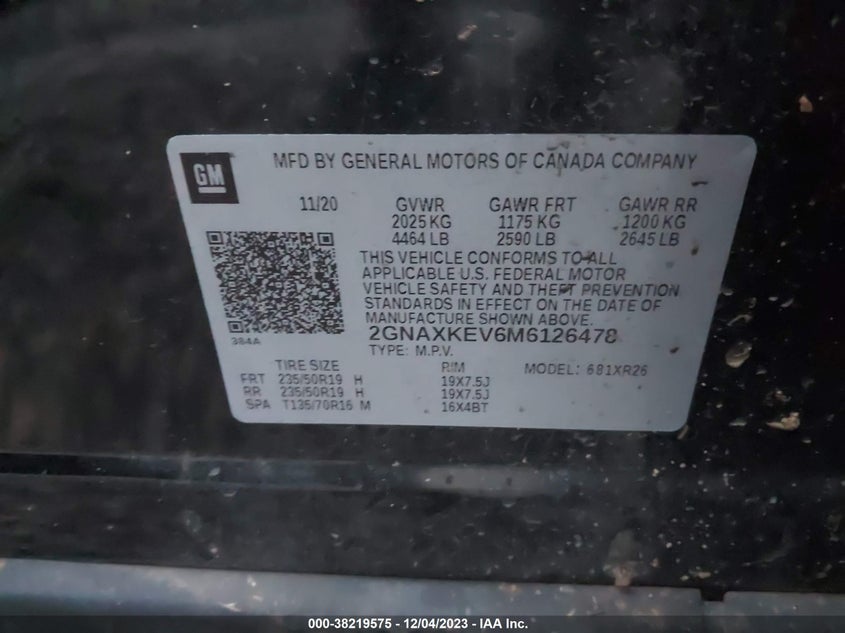 GM
MFD BY GENERAL MOTORS OF CANADA COMPANY
11/20 GVWR GAWR FRT GAWR RR
2025 KG 1175 KG 1200 KG
4464 LB 2590 LB 2645 LB
THIS VEHICLE CONFORMS TO ALL
APPLICABLE U.S. FEDERAL MOTOR
VEHICLE SAFETY AND THEFT PREVENTION
STANDARDS IN EFFECT ON THE DATE OF
MANUFACTURE SHOWN ABOVE.
384A
2GNAXKEV6M6126478
TYPE: M.P.V. MODEL: 681XR26
TIRE SIZE RIM
FRT 235/50R19 H 19X7.5J
RR 235/50R19 H 19X7.5J
SPA T135/70R16 M 16X4BT
000-38219575 - 12/04/2023 - IAA Inc.